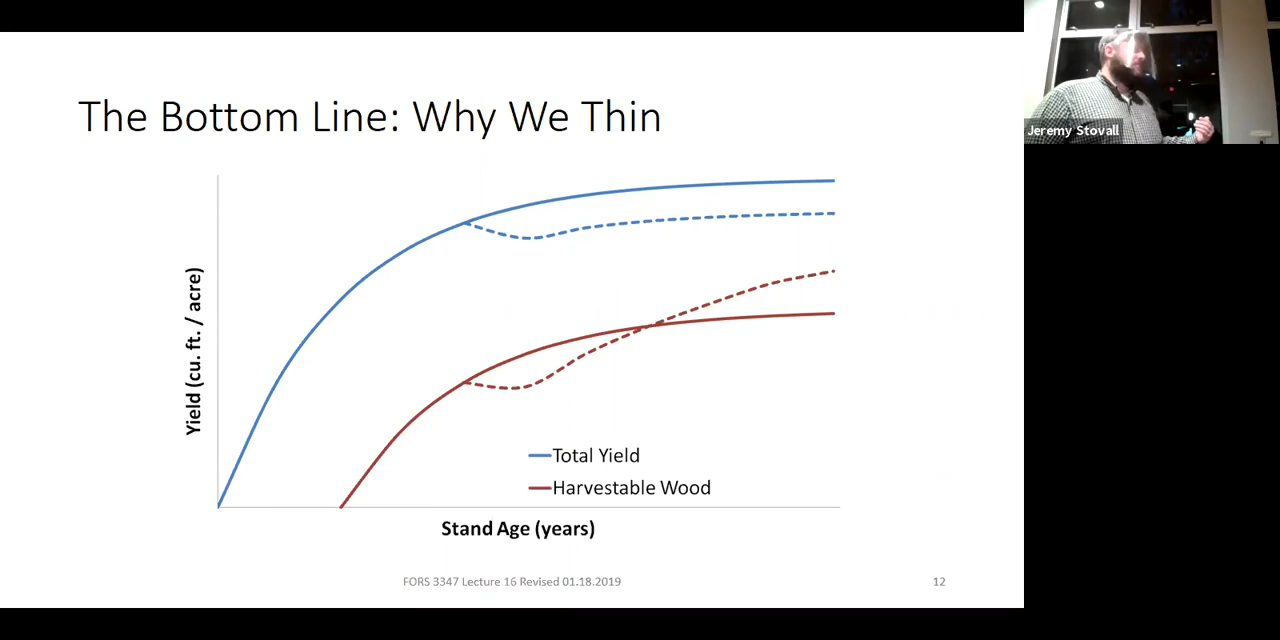 The Bottom Line: Why We Thin
Jeremy Stovall
Yield (cu. ft. / acre)
Total Yield
Harvestable Wood
Stand Age (years)
FORS 3347 Lecture 16 Revised 01.18.2019
12